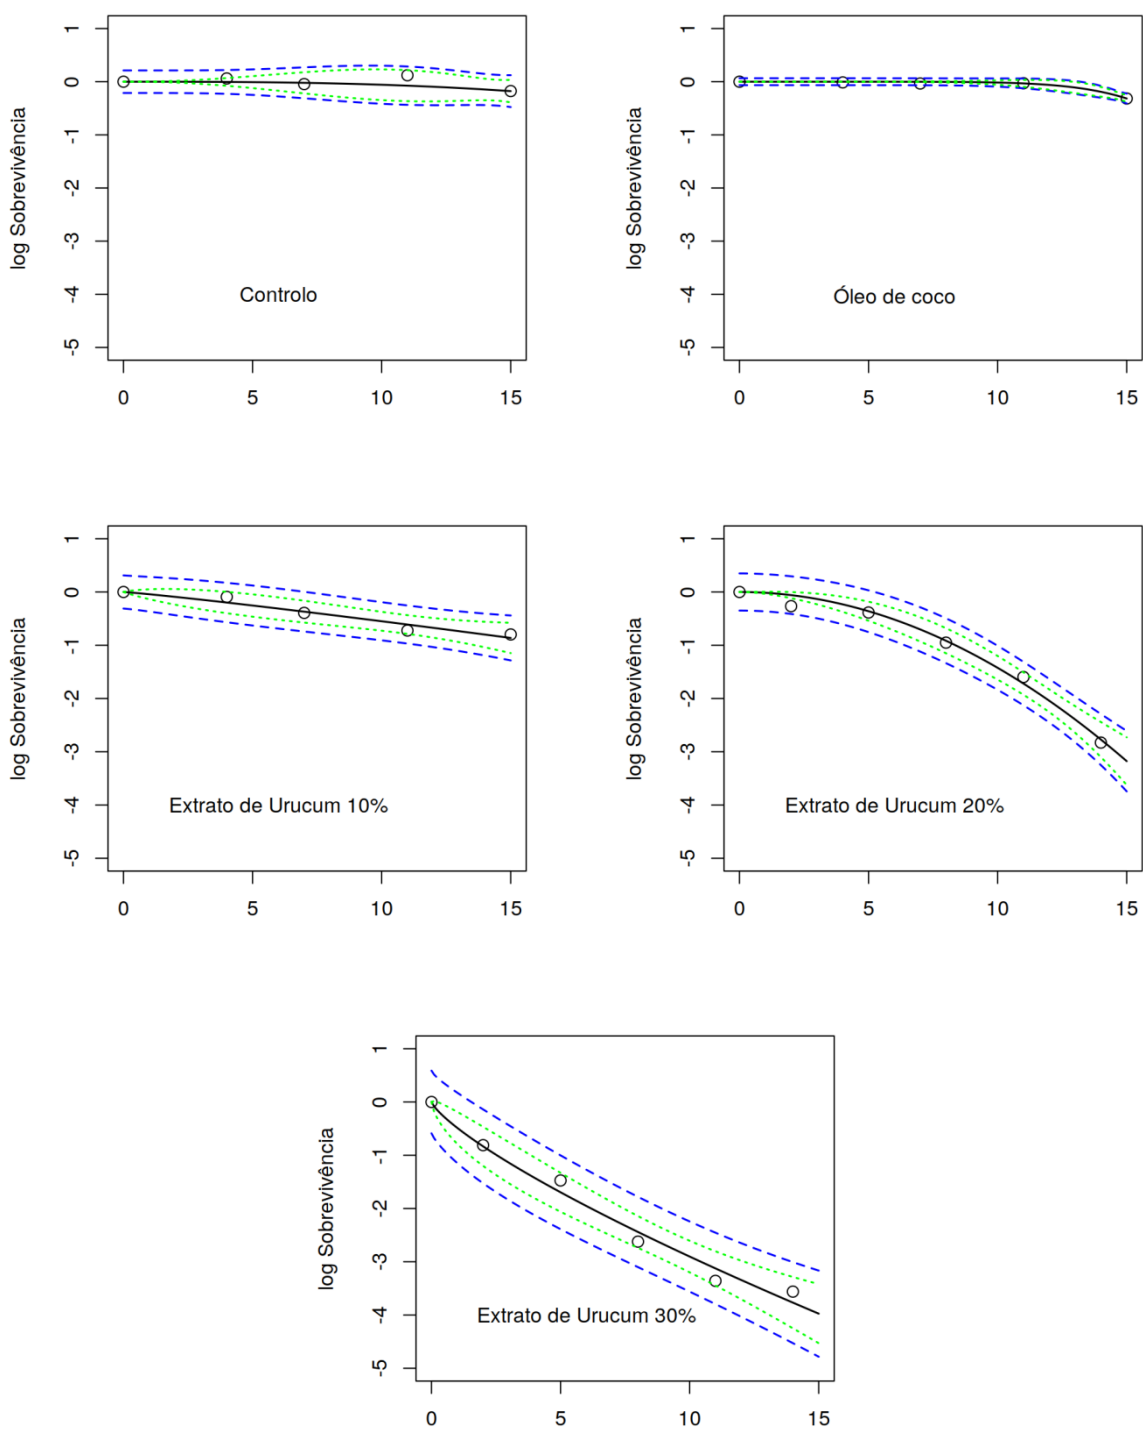 1
0
-1
-2
-3
-4
-5
log Sobrevivência
Controlo
0 5 10 15
1
0
-1
-2
-3
-4
-5
log Sobrevivência
Óleo de coco
0 5 10 15
1
0
-1
-2
-3
-4
-5
log Sobrevivência
Extrato de Urucum 10%
0 5 10 15
1
0
-1
-2
-3
-4
-5
log Sobrevivência
Extrato de Urucum 20%
0 5 10 15
1
0
-1
-2
-3
-4
-5
log Sobrevivência
Extrato de Urucum 30%
0 5 10 15